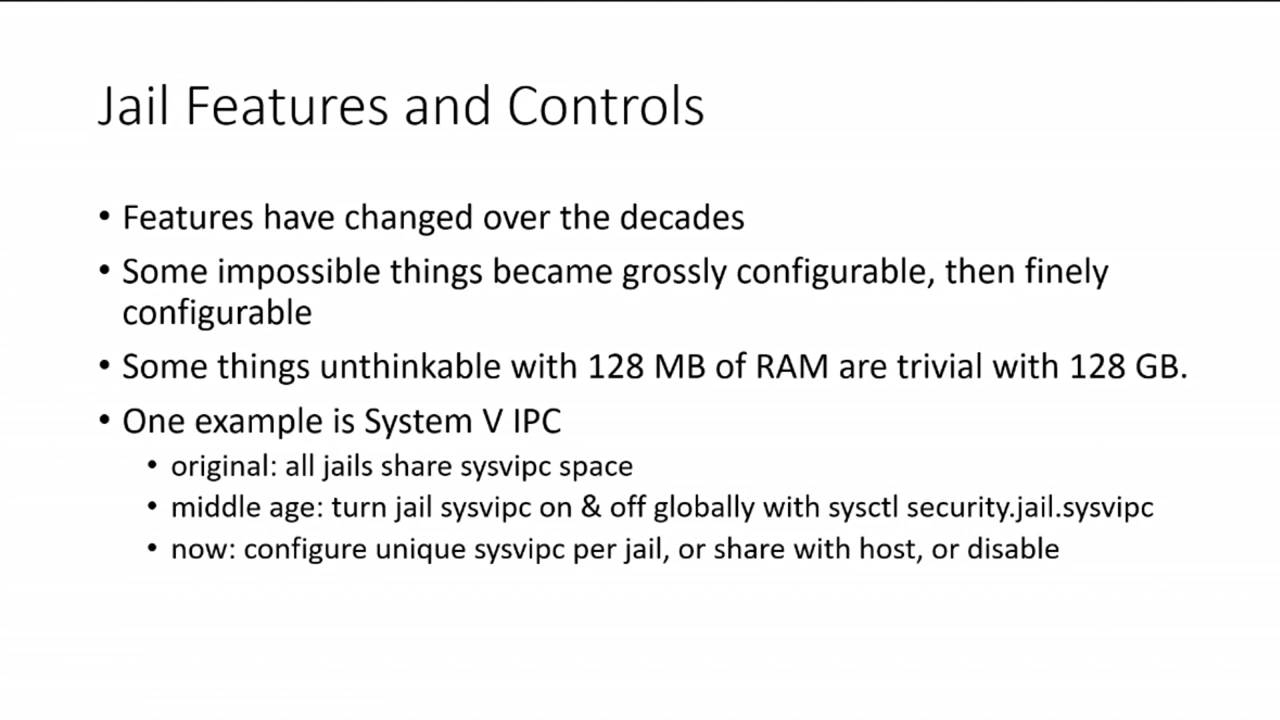 Jail Features and Controls
• Features have changed over the decades
• Some impossible things became grossly configurable, then finely
configurable
• Some things unthinkable with 128 MB of RAM are trivial with 128 GB.
• One example is System V IPC
• original: all jails share sysvipc space
• middle age: turn jail sysvipc on & off globally with sysctl security.jail.sysvipc
• now: configure unique sysvipc per jail, or share with host, or disable